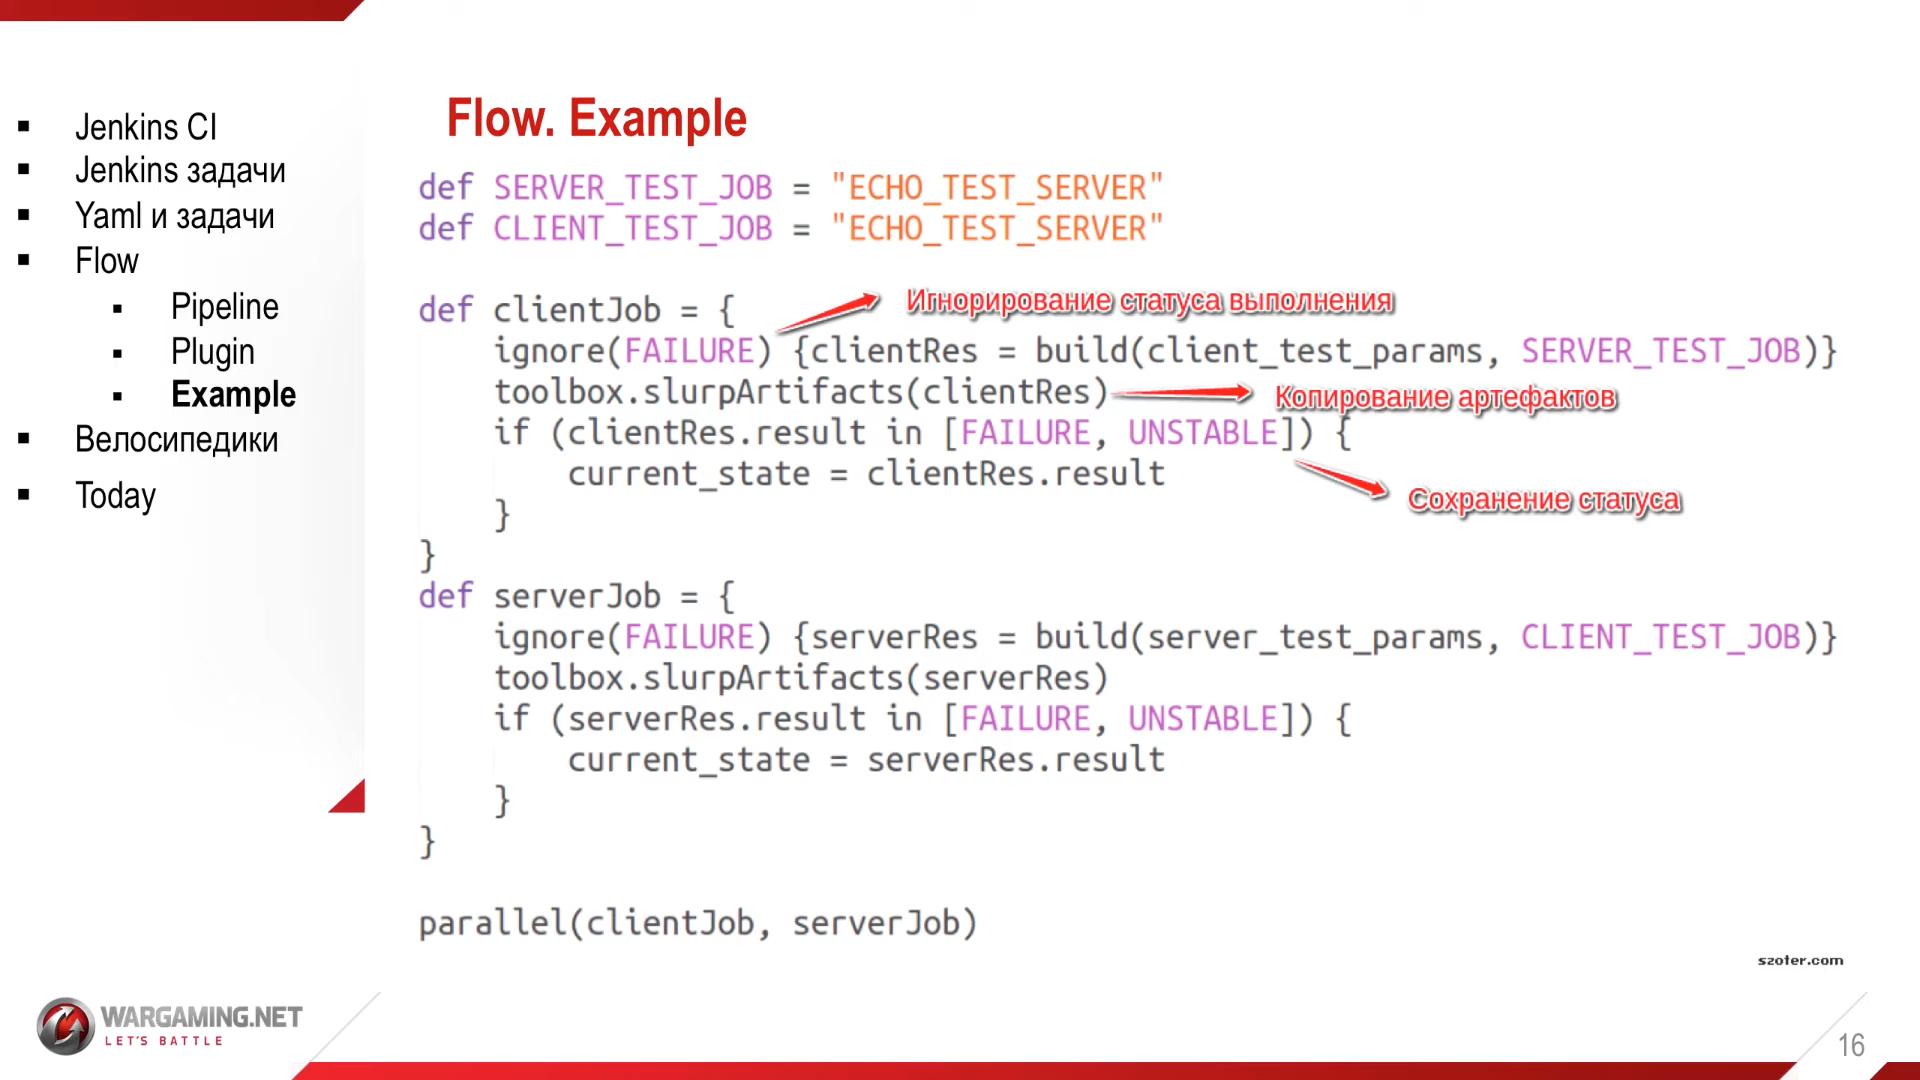 Jenkins CI
Jenkins задачи
Yaml и задачи
Flow
Pipeline
Plugin
Example
Велосипедики
Today
Flow. Example
def SERVER_TEST_JOB = "ECHO_TEST_SERVER"
def CLIENT_TEST_JOB = "ECHO_TEST_SERVER"
def clientJob = {
Игнорирование статуса выполнения
ignore(FAILURE) {clientRes = build(client_test_params, SERVER_TEST_JOB)}
toolbox.slurpArtifacts(clientRes)
Копирование артефактов
if (clientRes.result in [FAILURE, UNSTABLE]) {
current_state = clientRes.result
Сохранение статуса
}
}
def serverJob = {
ignore(FAILURE) {serverRes = build(server_test_params, CLIENT_TEST_JOB)}
toolbox.slurpArtifacts(serverRes)
if (serverRes.result in [FAILURE, UNSTABLE]) {
current_state = serverRes.result
}
}
parallel(clientJob, serverJob)
szoter.com
WARGAMING.NET
LET'S BATTLE
16